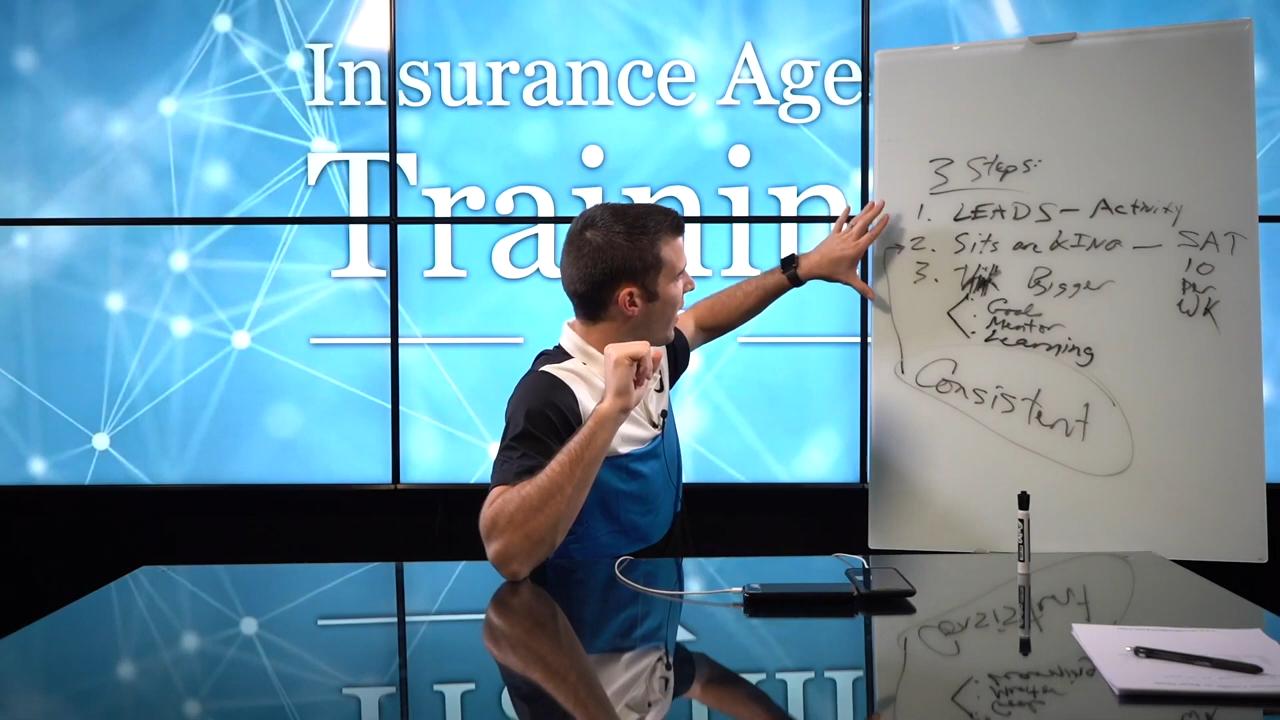 Insurance Age
Trainin
3 Steps:
1. LEADS - Activity
2. Sits are KING - SAT
10
per
WK
3. Bigger
Goal
Mentor
Learning
Consistent